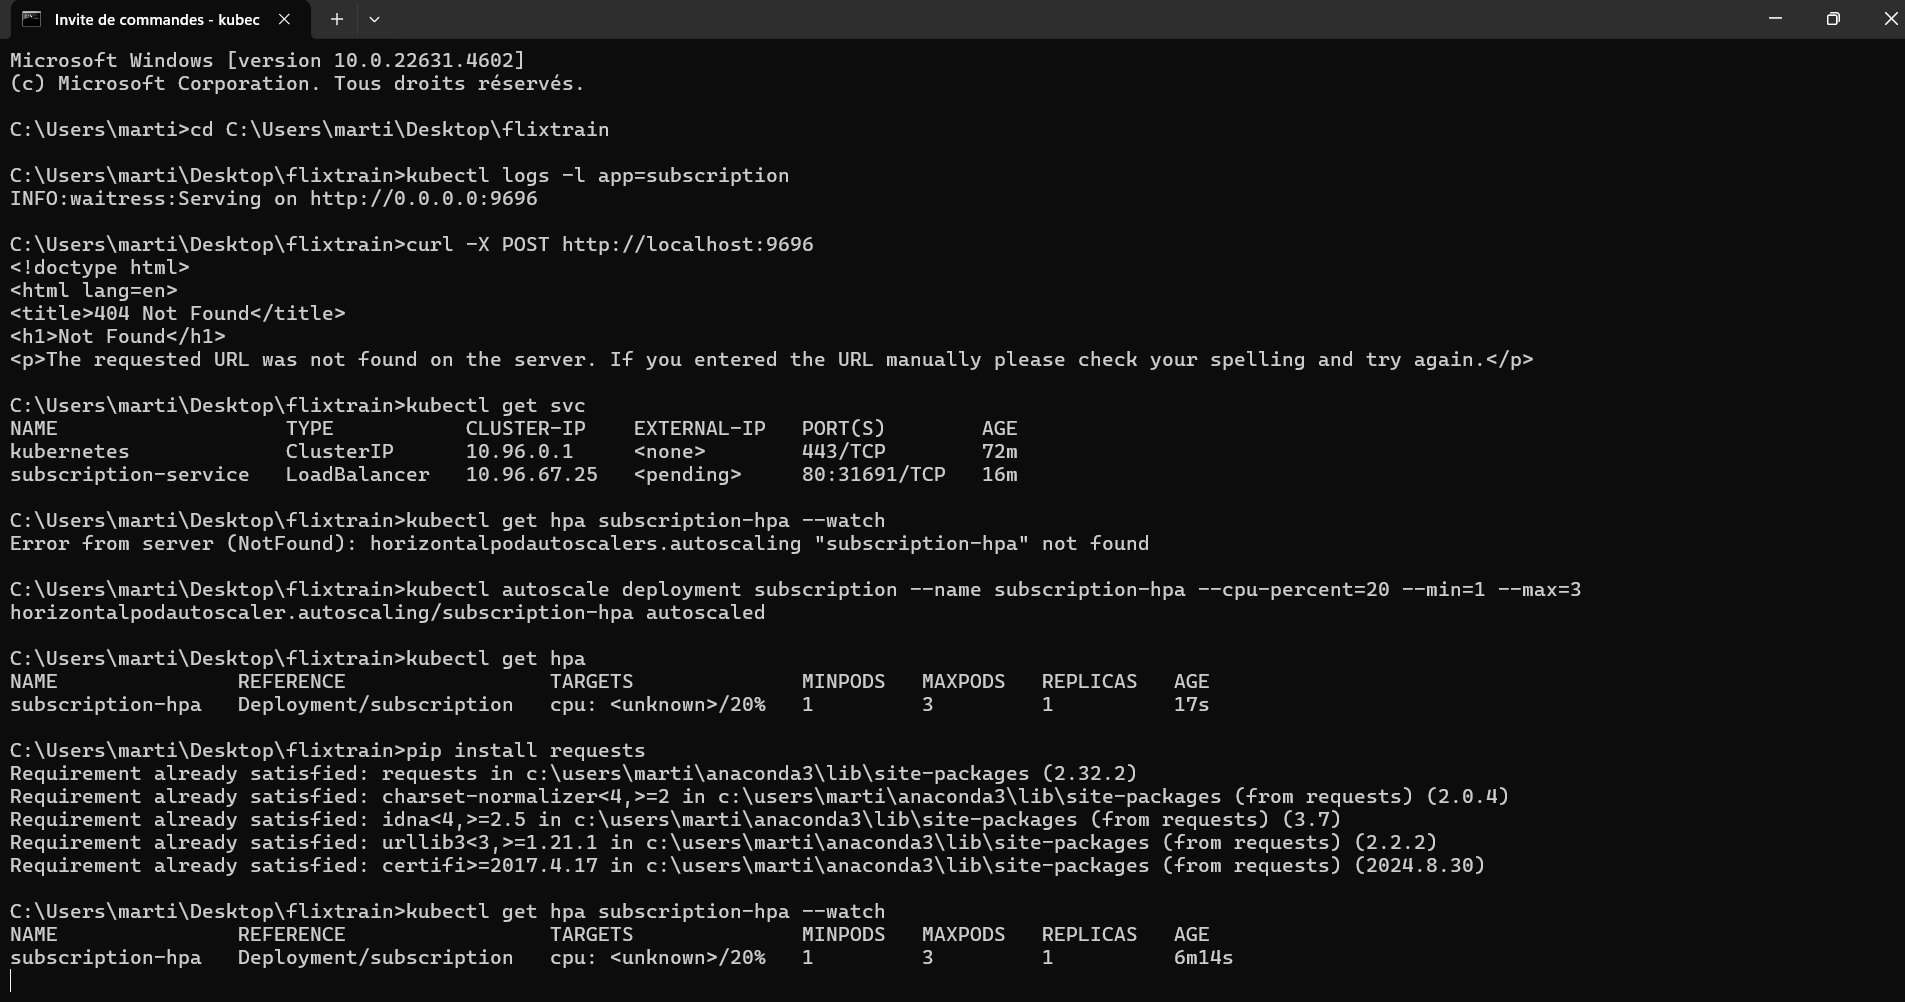 Invite de commandes - kubec
Microsoft Windows [version 10.0.22631.4602]
(c) Microsoft Corporation. Tous droits réservés.
C:\Users\marti>cd C:\Users\marti\Desktop\flixtrain
C:\Users\marti\Desktop\flixtrain>kubectl logs -l app=subscription
INFO:waitress:Serving on http://0.0.0.0:9696
C:\Users\marti\Desktop\flixtrain>curl -X POST http://localhost:9696
<!doctype html>
<html lang=en>
<title>404 Not Found</title>
<h1>Not Found</h1>
<p>The requested URL was not found on the server. If you entered the URL manually please check your spelling and try again.</p>
C:\Users\marti\Desktop\flixtrain>kubectl get svc
NAME                   TYPE           CLUSTER-IP    EXTERNAL-IP   PORT(S)        AGE
kubernetes             ClusterIP      10.96.0.1     <none>        443/TCP        72m
subscription-service   LoadBalancer   10.96.67.25   <pending>     80:31691/TCP   16m
C:\Users\marti\Desktop\flixtrain>kubectl get hpa subscription-hpa --watch
Error from server (NotFound): horizontalpodautoscalers.autoscaling "subscription-hpa" not found
C:\Users\marti\Desktop\flixtrain>kubectl autoscale deployment subscription --name subscription-hpa --cpu-percent=20 --min=1 --max=3
horizontalpodautoscaler.autoscaling/subscription-hpa autoscaled
C:\Users\marti\Desktop\flixtrain>kubectl get hpa
NAME               REFERENCE                 TARGETS              MINPODS   MAXPODS   REPLICAS   AGE
subscription-hpa   Deployment/subscription   cpu: <unknown>/20%   1         3         1          17s
C:\Users\marti\Desktop\flixtrain>pip install requests
Requirement already satisfied: requests in c:\users\marti\anaconda3\lib\site-packages (2.32.2)
Requirement already satisfied: charset-normalizer<4,>=2 in c:\users\marti\anaconda3\lib\site-packages (from requests) (2.0.4)
Requirement already satisfied: idna<4,>=2.5 in c:\users\marti\anaconda3\lib\site-packages (from requests) (3.7)
Requirement already satisfied: urllib3<3,>=1.21.1 in c:\users\marti\anaconda3\lib\site-packages (from requests) (2.2.2)
Requirement already satisfied: certifi>=2017.4.17 in c:\users\marti\anaconda3\lib\site-packages (from requests) (2024.8.30)
C:\Users\marti\Desktop\flixtrain>kubectl get hpa subscription-hpa --watch
NAME               REFERENCE                 TARGETS              MINPODS   MAXPODS   REPLICAS   AGE
subscription-hpa   Deployment/subscription   cpu: <unknown>/20%   1         3         1          6m14s